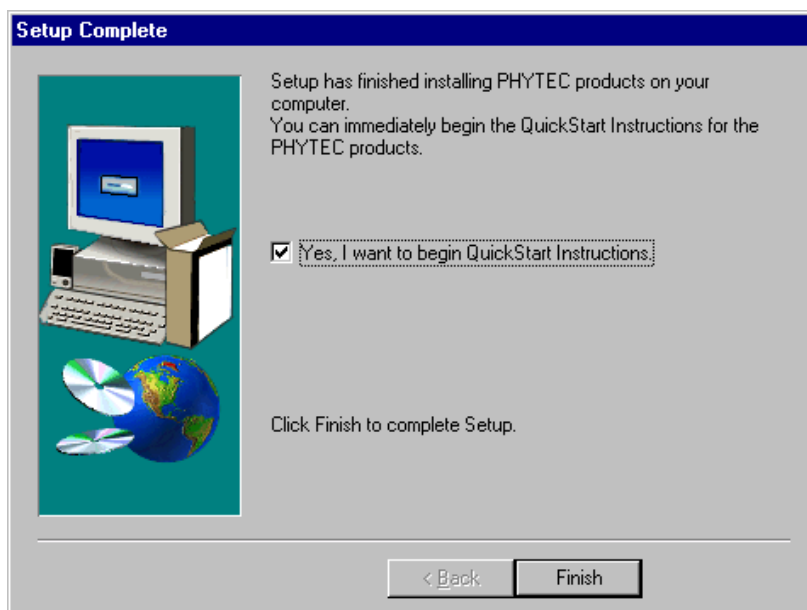 Setup Complete
Setup has finished installing PHYTEC products on your
computer.
You can immediately begin the QuickStart Instructions for the
PHYTEC products.
Yes, I want to begin QuickStart Instructions.
Click Finish to complete Setup.
< Back
Finish